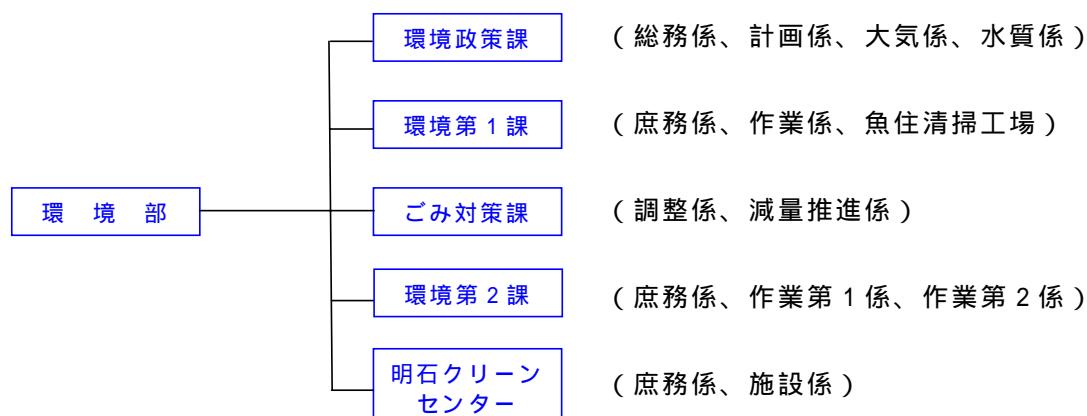 環境政策課 （総務係、計画係、大気係、水質係）
環境第１課 （庶務係、作業係、魚住清掃工場）
環　境　部 ごみ対策課 （調整係、減量推進係）
環境第２課 （庶務係、作業第１係、作業第２係）
明石クリーン
センター （庶務係、施設係）